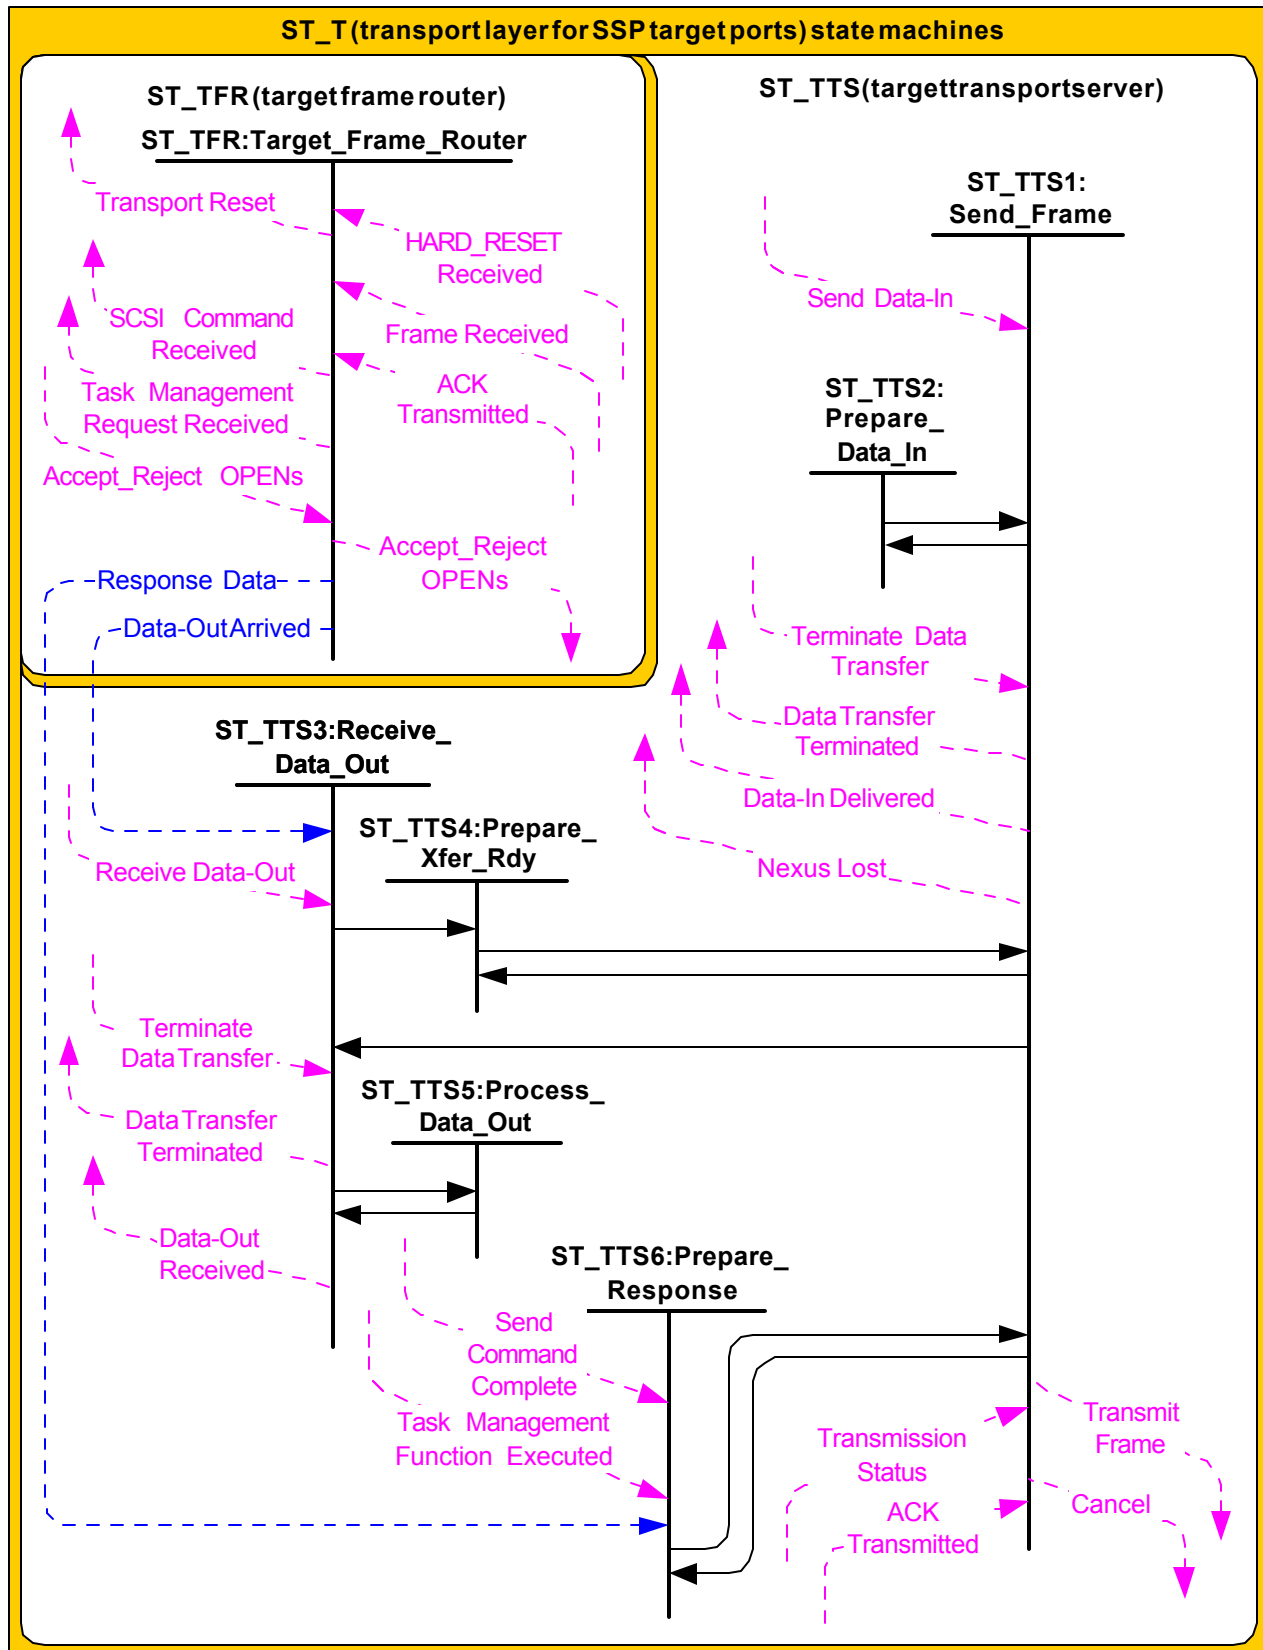 ST_T (transport layer for SSP target ports) state machines
ST_TFR (target frame router)
ST_TFR:Target_Frame_Router
Transport Reset
HARD_RESET
Received
SCSI Command
Received
Frame Received
Task Management
Request Received
ACK
Transmitted
Accept_Reject OPENs
Accept_Reject
OPENs
Response Data
Data-Out Arrived
ST_TTS (target transport server)
ST_TTS1:
Send_Frame
Send Data-In
ST_TTS2:
Prepare_
Data_In
Terminate Data
Transfer
Data Transfer
Terminated
Data-In Delivered
Nexus Lost
ST_TTS3:Receive_
Data_Out
Receive Data-Out
ST_TTS4:Prepare_
Xfer_Rdy
Terminate
Data Transfer
Data Transfer
Terminated
ST_TTS5:Process_
Data_Out
Data-Out
Received
ST_TTS6:Prepare_
Response
Send
Command
Complete
Task Management
Function Executed
Transmission
Status
ACK
Transmitted
Transmit
Frame
Cancel